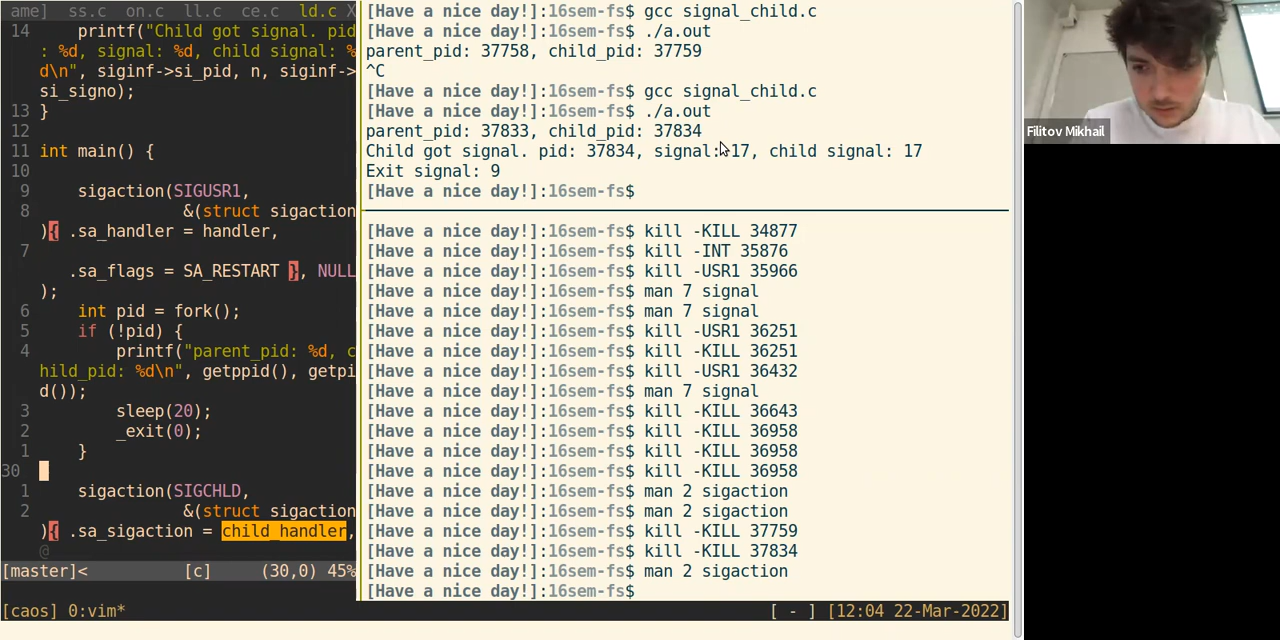 ame] ss.c on.c ll.c ce.c ld.c X
14 printf("Child got signal. pid
: %d, signal: %d, child signal: %
d\n", siginf->si_pid, n, siginf->
si_signo);
13 }
12
11 int main() {
10
9 sigaction(SIGUSR1,
8 &(struct sigaction
){ .sa_handler = handler,
7
.sa_flags = SA_RESTART }, NULL
);
6 int pid = fork();
5 if (!pid) {
4 printf("parent_pid: %d, c
hild_pid: %d\n", getppid(), getpi
d());
3 sleep(20);
2 _exit(0);
1 }
30
1 sigaction(SIGCHLD,
2 &(struct sigaction
){ .sa_sigaction = child_handler,
@
[master]< [c] (30,0) 45%
[Have a nice day!]:16sem-fs$ gcc signal_child.c
[Have a nice day!]:16sem-fs$ ./a.out
parent_pid: 37758, child_pid: 37759
^C
[Have a nice day!]:16sem-fs$ gcc signal_child.c
[Have a nice day!]:16sem-fs$ ./a.out
parent_pid: 37833, child_pid: 37834
Child got signal. pid: 37834, signal: 17, child signal: 17
Exit signal: 9
[Have a nice day!]:16sem-fs$
[Have a nice day!]:16sem-fs$ kill -KILL 34877
[Have a nice day!]:16sem-fs$ kill -INT 35876
[Have a nice day!]:16sem-fs$ kill -USR1 35966
[Have a nice day!]:16sem-fs$ man 7 signal
[Have a nice day!]:16sem-fs$ man 7 signal
[Have a nice day!]:16sem-fs$ kill -USR1 36251
[Have a nice day!]:16sem-fs$ kill -KILL 36251
[Have a nice day!]:16sem-fs$ kill -USR1 36432
[Have a nice day!]:16sem-fs$ man 7 signal
[Have a nice day!]:16sem-fs$ kill -KILL 36643
[Have a nice day!]:16sem-fs$ kill -KILL 36958
[Have a nice day!]:16sem-fs$ kill -KILL 36958
[Have a nice day!]:16sem-fs$ kill -KILL 36958
[Have a nice day!]:16sem-fs$ man 2 sigaction
[Have a nice day!]:16sem-fs$ man 2 sigaction
[Have a nice day!]:16sem-fs$ kill -KILL 37759
[Have a nice day!]:16sem-fs$ kill -KILL 37834
[Have a nice day!]:16sem-fs$ man 2 sigaction
[Have a nice day!]:16sem-fs$
[caos] 0:vim* [ - ] [12:04 22-Mar-2022]
Filitov Mikhail